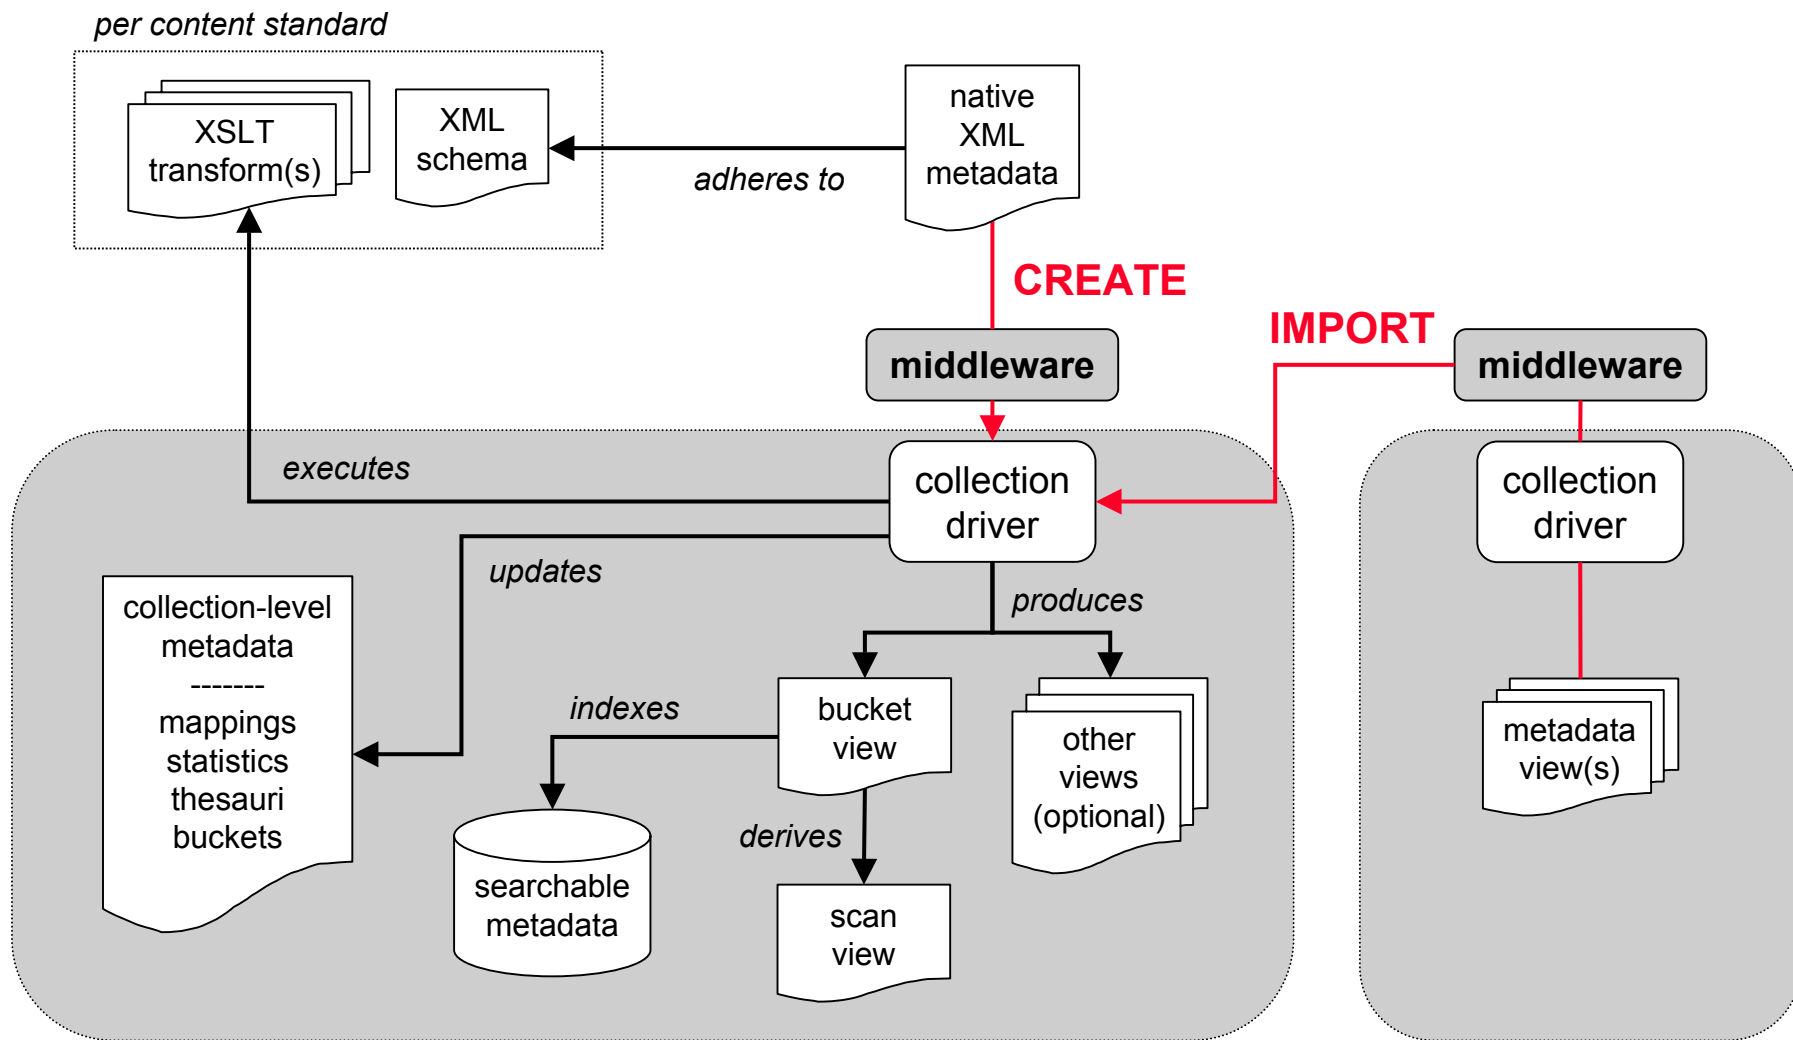 per content standard
XSLT
transform(s)
XML
schema
native
XML
metadata
adheres to
CREATE
IMPORT
middleware
middleware
executes
collection
driver
collection
driver
updates
produces
collection-level
metadata
-------
mappings
statistics
thesauri
buckets
indexes
bucket
view
other
views
(optional)
metadata
view(s)
derives
searchable
metadata
scan
view